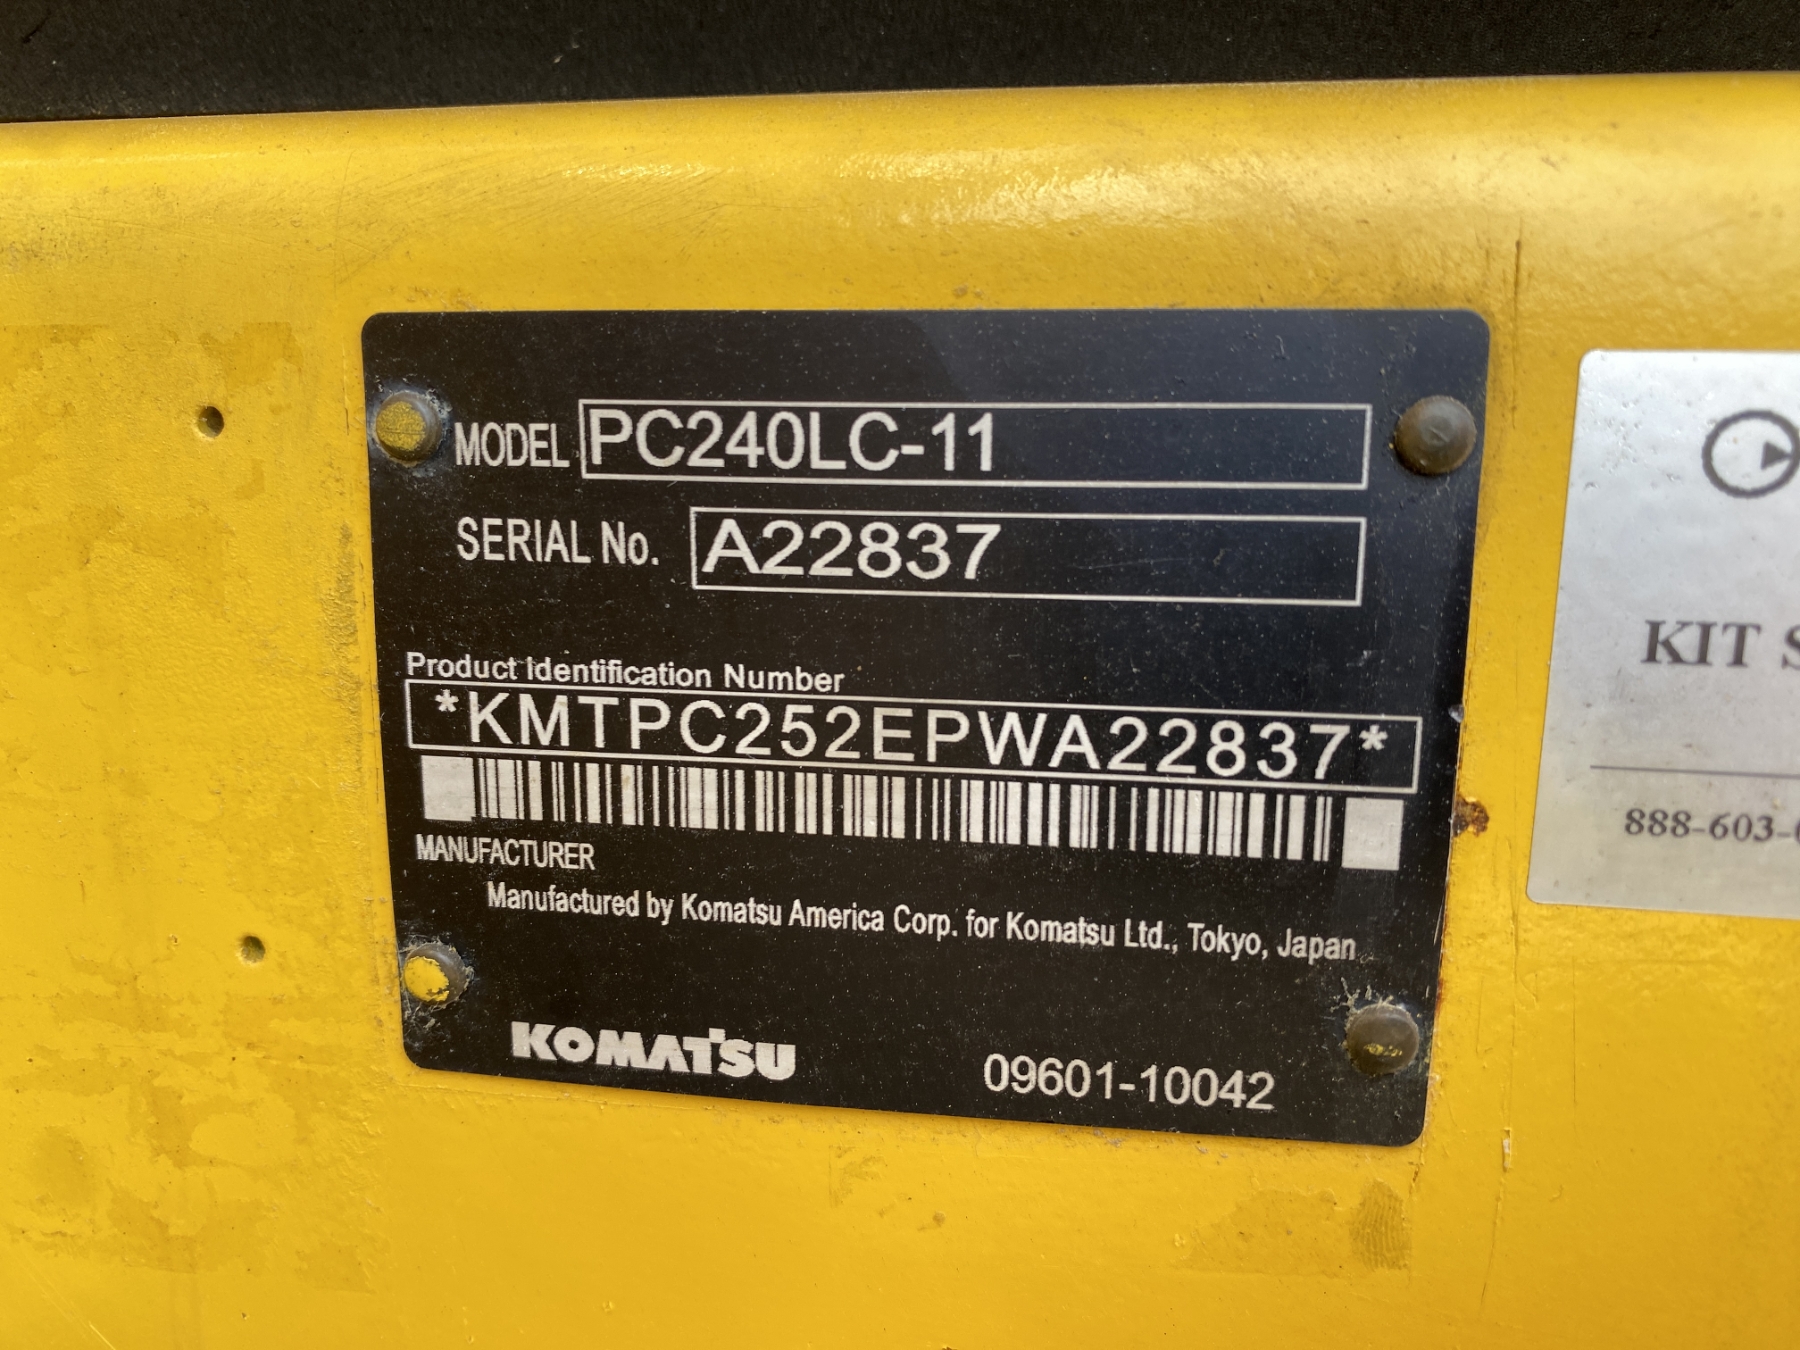 MODEL PC240LC-11
SERIAL No. A22837
Product Identification Number
*KMTPC252EPWA22837*
MANUFACTURER
Manufactured by Komatsu America Corp. for Komatsu Ltd., Tokyo, Japan
KOMATSU 09601-10042
KIT
888-603-